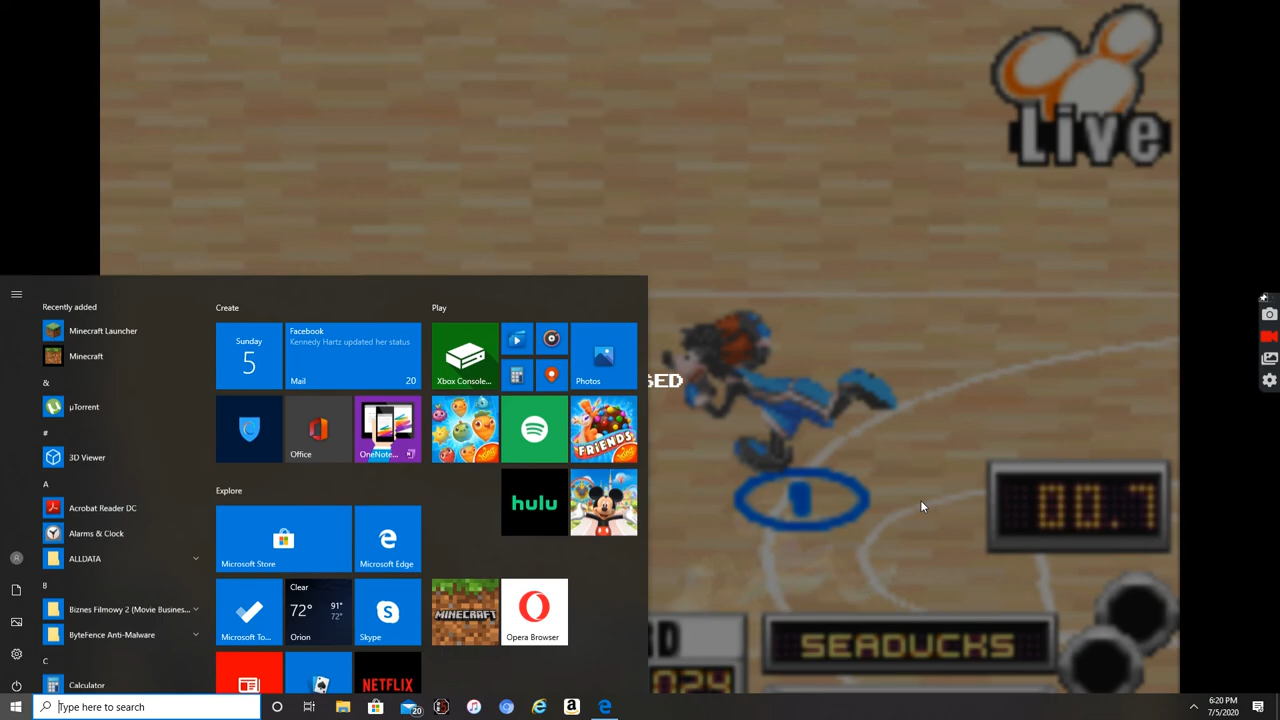 Live
Recently added
Minecraft Launcher
Minecraft
&
µTorrent
#
3D Viewer
A
Acrobat Reader DC
Alarms & Clock
ALLDATA
B
Biznes Filmowy 2 (Movie Busines...
ByteFence Anti-Malware
C
Calculator
Create
Sunday
5
Facebook
Kennedy Hartz updated her status
Mail 20
Office
OneNote...
Explore
Microsoft Store
Microsoft Edge
Microsoft To...
Clear
72° 91°
72°
Orion
Skype
NETFLIX
Play
Xbox Console...
Photos
FRIENDS
hulu
MINECRAFT
Opera Browser
SED
00.7
SEADUCKS
024
Type here to search
20
6:20 PM
7/5/2020